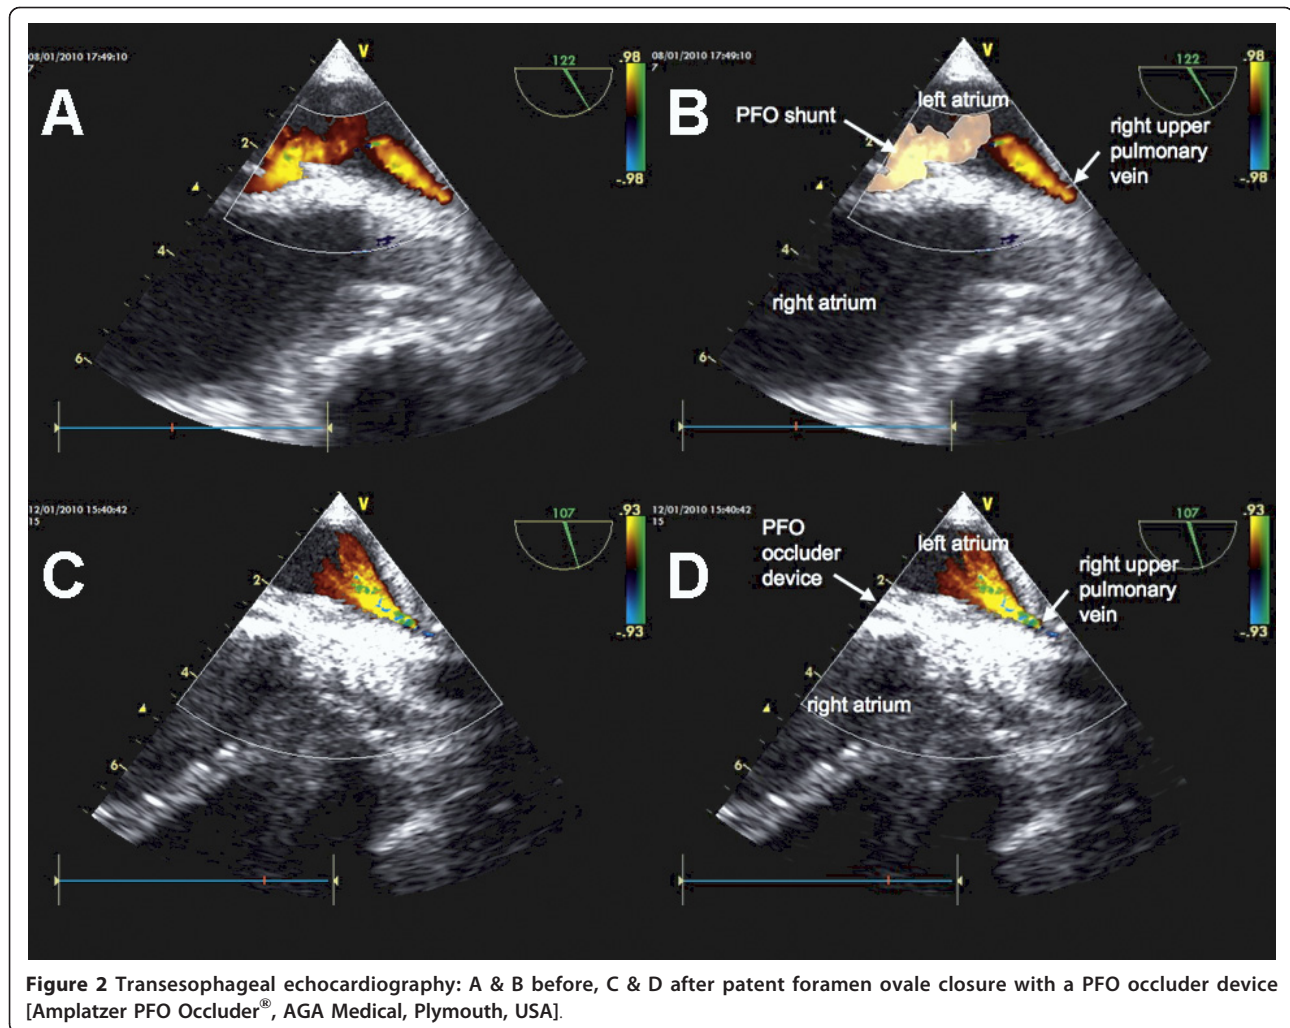 V
08/01/2010 17:49:10
7
122
.98
-.98
A
2
4
6
V
08/01/2010 17:49:10
7
122
.98
-.98
B
left atrium
PFO shunt
right upper
pulmonary
vein
2
4
right atrium
6
V
12/01/2010 15:40:42
15
107
.93
-.93
C
2
4
6
V
12/01/2010 15:40:42
15
107
.93
-.93
D
PFO
occluder
device
left atrium
right upper
pulmonary
vein
2
4
right atrium
6
Figure 2 Transesophageal echocardiography: A & B before, C & D after patent foramen ovale closure with a PFO occluder device
[Amplatzer PFO Occluder®, AGA Medical, Plymouth, USA].